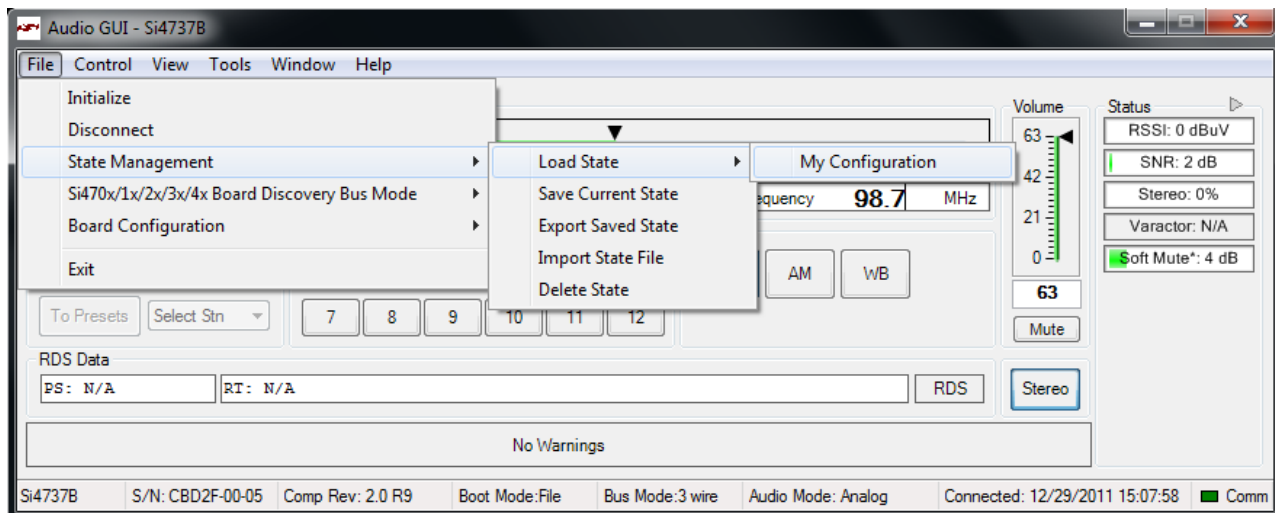 Audio GUI - Si4737B
File Control View Tools Window Help
Initialize
Disconnect
State Management
Si470x/1x/2x/3x/4x Board Discovery Bus Mode
Board Configuration
Exit
Load State
Save Current State
Export Saved State
Import State File
Delete State
My Configuration
98.7 MHz
AM WB
To Presets Select Stn 7 8 9 10 11 12
Volume
63
42
21
0
63
Mute
Status
RSSI: 0 dBuV
SNR: 2 dB
Stereo: 0%
Varactor: N/A
Soft Mute*: 4 dB
RDS Data
PS: N/A RT: N/A RDS
Stereo
No Warnings
Si4737B S/N: CBD2F-00-05 Comp Rev: 2.0 R9 Boot Mode:File Bus Mode:3 wire Audio Mode: Analog Connected: 12/29/2011 15:07:58 Comm